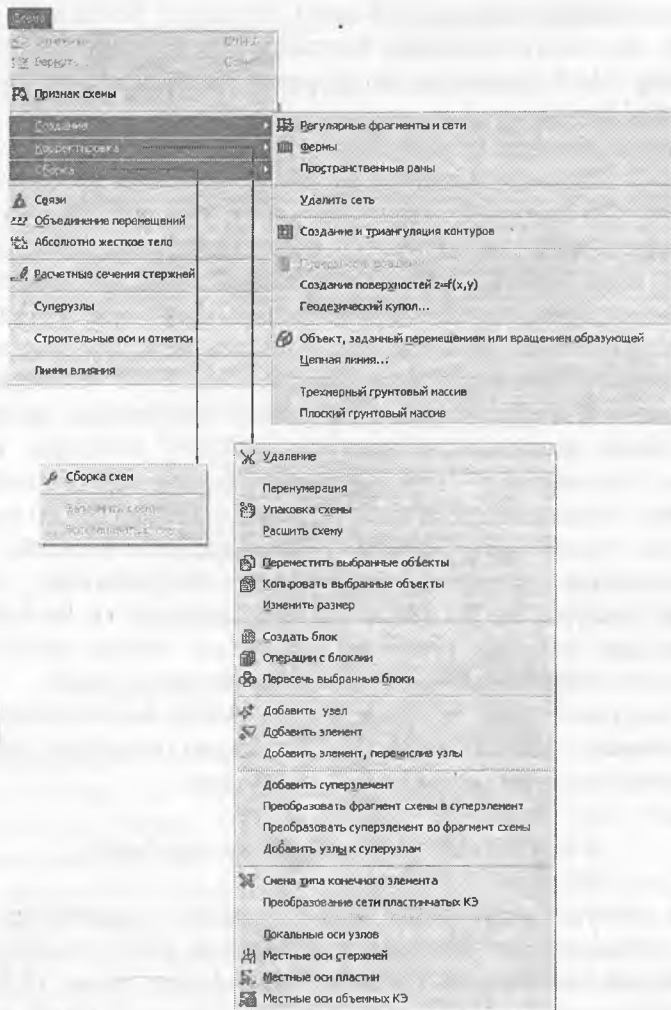 Схема
Вернуть
Признак схемы
Создание
Корректировка
Сборка
Связи
Объединение перемещений
Абсолютно жесткое тело
Расчетные сечения стержней
Суперузлы
Строительные оси и отметки
Линии влияния
Регулярные фрагменты и сети
Фермы
Пространственные рамы
Удалить сеть
Создание и триангуляция контуров
Создание поверхностей z=f(x,y)
Геодезический купол...
Объект, заданный перемещением или вращением образующей
Цепная линия...
Трехмерный грунтовый массив
Плоский грунтовый массив
Сборка схем
Удаление
Перенумерация
Упаковка схемы
Расшить схему
Переместить выбранные объекты
Копировать выбранные объекты
Изменить размер
Создать блок
Операции с блоками
Пересечь выбранные блоки
Добавить узел
Добавить элемент
Добавить элемент, перечислив узлы
Добавить суперэлемент
Преобразовать фрагмент схемы в суперэлемент
Преобразовать суперэлемент во фрагмент схемы
Добавить узлы к суперузлам
Смена типа конечного элемента
Преобразование сети пластинчатых КЭ
Локальные оси узлов
Местные оси стержней
Местные оси пластин
Местные оси объемных КЭ